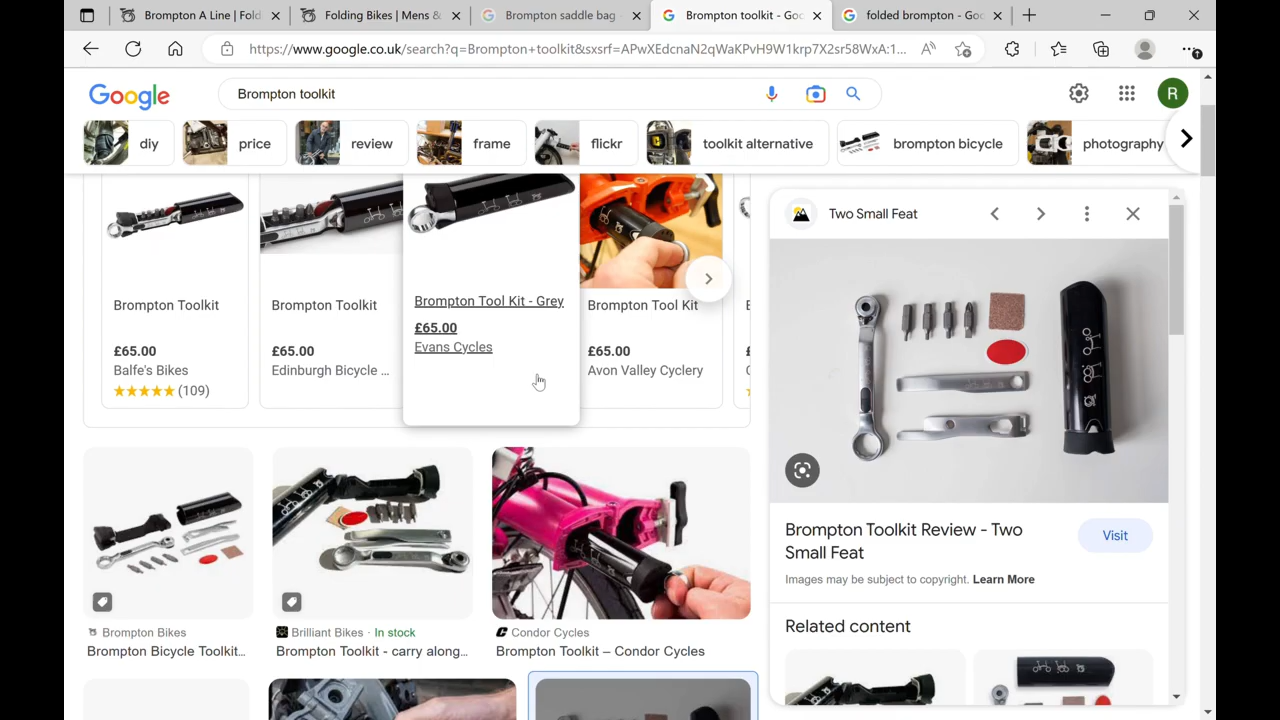 Brompton A Line | Fold
Folding Bikes | Mens &
Brompton saddle bag -
Brompton toolkit - Goo
folded brompton - Goo
https://www.google.co.uk/search?q=Brompton+toolkit&sxsrf=APwXEdcnaN2qWaKPvH9W1krp7X2sr58WxA:1...
Google
Brompton toolkit
R
diy
price
review
frame
flickr
toolkit alternative
brompton bicycle
photography
Brompton Toolkit
£65.00
Balfe's Bikes
(109)
Brompton Toolkit
£65.00
Edinburgh Bicycle ...
Brompton Tool Kit - Grey
£65.00
Evans Cycles
Brompton Tool Kit
£65.00
Avon Valley Cyclery
Brompton Bikes
Brompton Bicycle Toolkit...
Brilliant Bikes · In stock
Brompton Toolkit - carry along...
Condor Cycles
Brompton Toolkit – Condor Cycles
Two Small Feat
Brompton Toolkit Review - Two
Small Feat
Visit
Images may be subject to copyright. Learn More
Related content